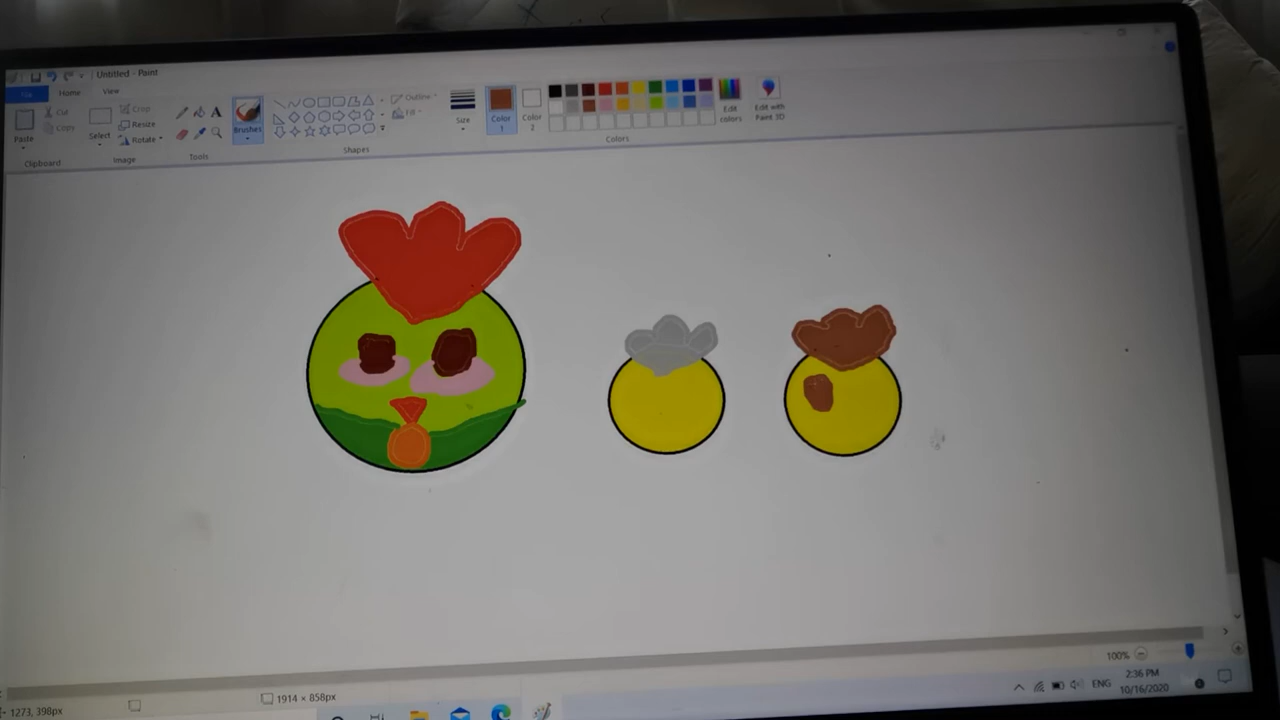 Untitled - Paint
File Home View
Paste
Cut
Copy
Clipboard
Select
Crop
Resize
Rotate
Image
A
Tools
Brushes
Shapes
Outline
Fill
Size
Color 1
Color 2
Edit colors
Edit with Paint 3D
Colors
100%
1273, 398px
1914 × 858px
ENG
2:36 PM
10/16/2020